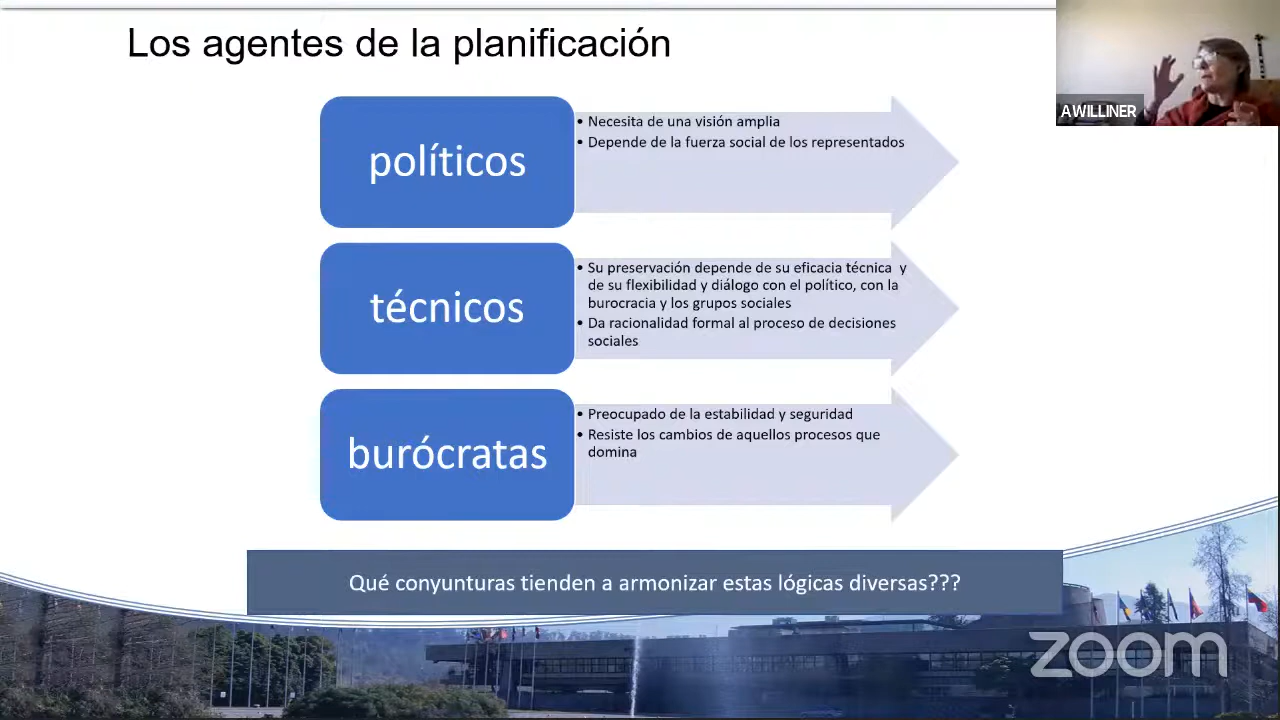 Los agentes de la planificación
AWILLINER
políticos
• Necesita de una visión amplia
• Depende de la fuerza social de los representados
técnicos
• Su preservación depende de su eficacia técnica y
de su flexibilidad y diálogo con el político, con la
burocracia y los grupos sociales
• Da racionalidad formal al proceso de decisiones
sociales
burócratas
• Preocupado de la estabilidad y seguridad
• Resiste los cambios de aquellos procesos que
domina
Qué conyunturas tienden a armonizar estas lógicas diversas???
zoom